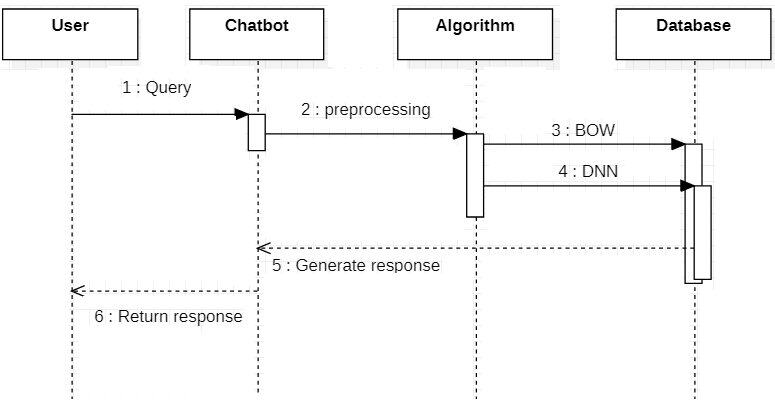 User
Chatbot
Algorithm
Database
1 : Query
2 : preprocessing
3 : BOW
4 : DNN
5 : Generate response
6 : Return response